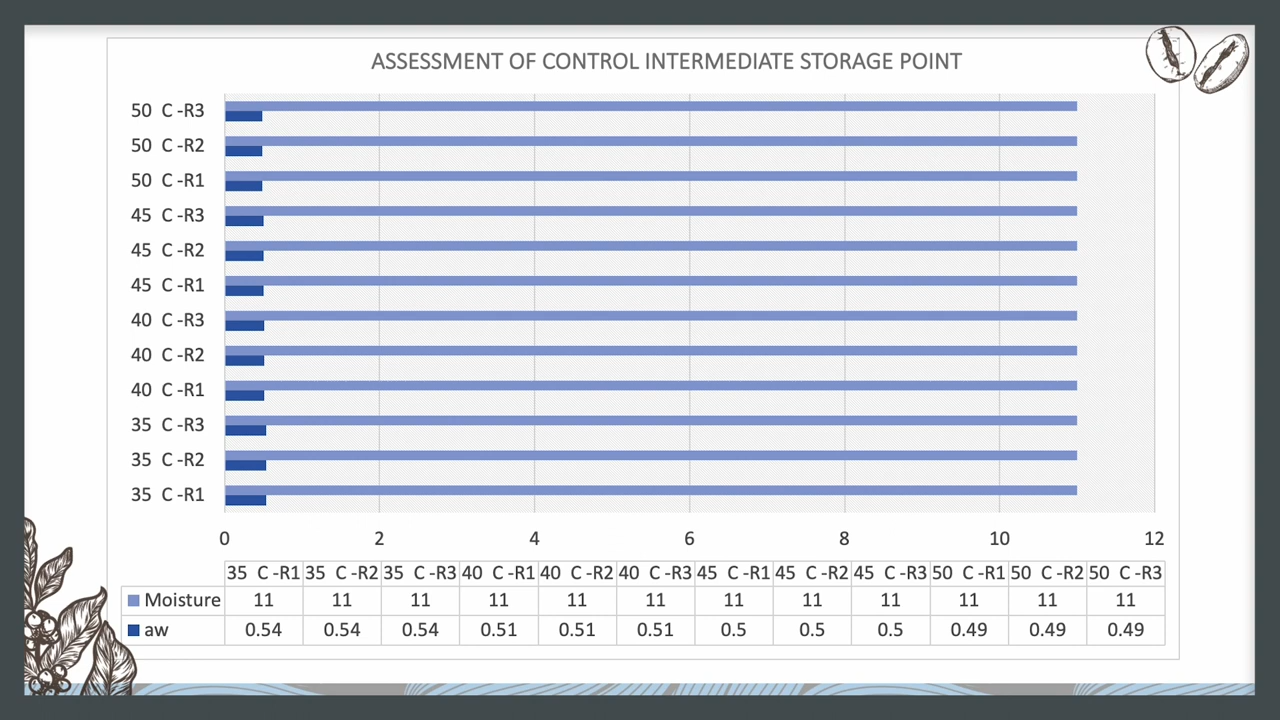 ASSESSMENT OF CONTROL INTERMEDIATE STORAGE POINT
50 C -R3
50 C -R2
50 C -R1
45 C -R3
45 C -R2
45 C -R1
40 C -R3
40 C -R2
40 C -R1
35 C -R3
35 C -R2
35 C -R1
0 2 4 6 8 10 12
35 C -R1 35 C -R2 35 C -R3 40 C -R1 40 C -R2 40 C -R3 45 C -R1 45 C -R2 45 C -R3 50 C -R1 50 C -R2 50 C -R3
Moisture 11 11 11 11 11 11 11 11 11 11 11 11
aw 0.54 0.54 0.54 0.51 0.51 0.51 0.5 0.5 0.5 0.49 0.49 0.49